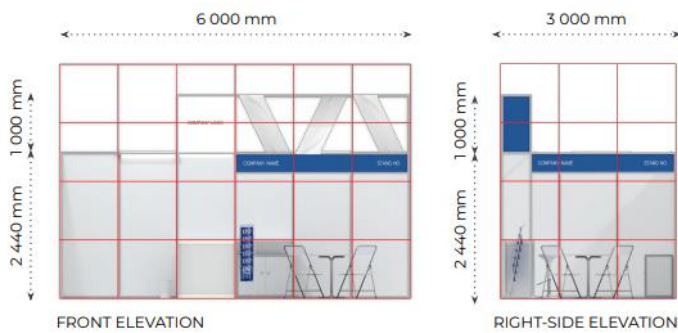 6 000 mm
3 000 mm
1 000 mm
1 000 mm
COMPANY NAME
STAND NO
COMPANY NAME
STAND NO
2 440 mm
2 440 mm
FRONT ELEVATION
RIGHT-SIDE ELEVATION